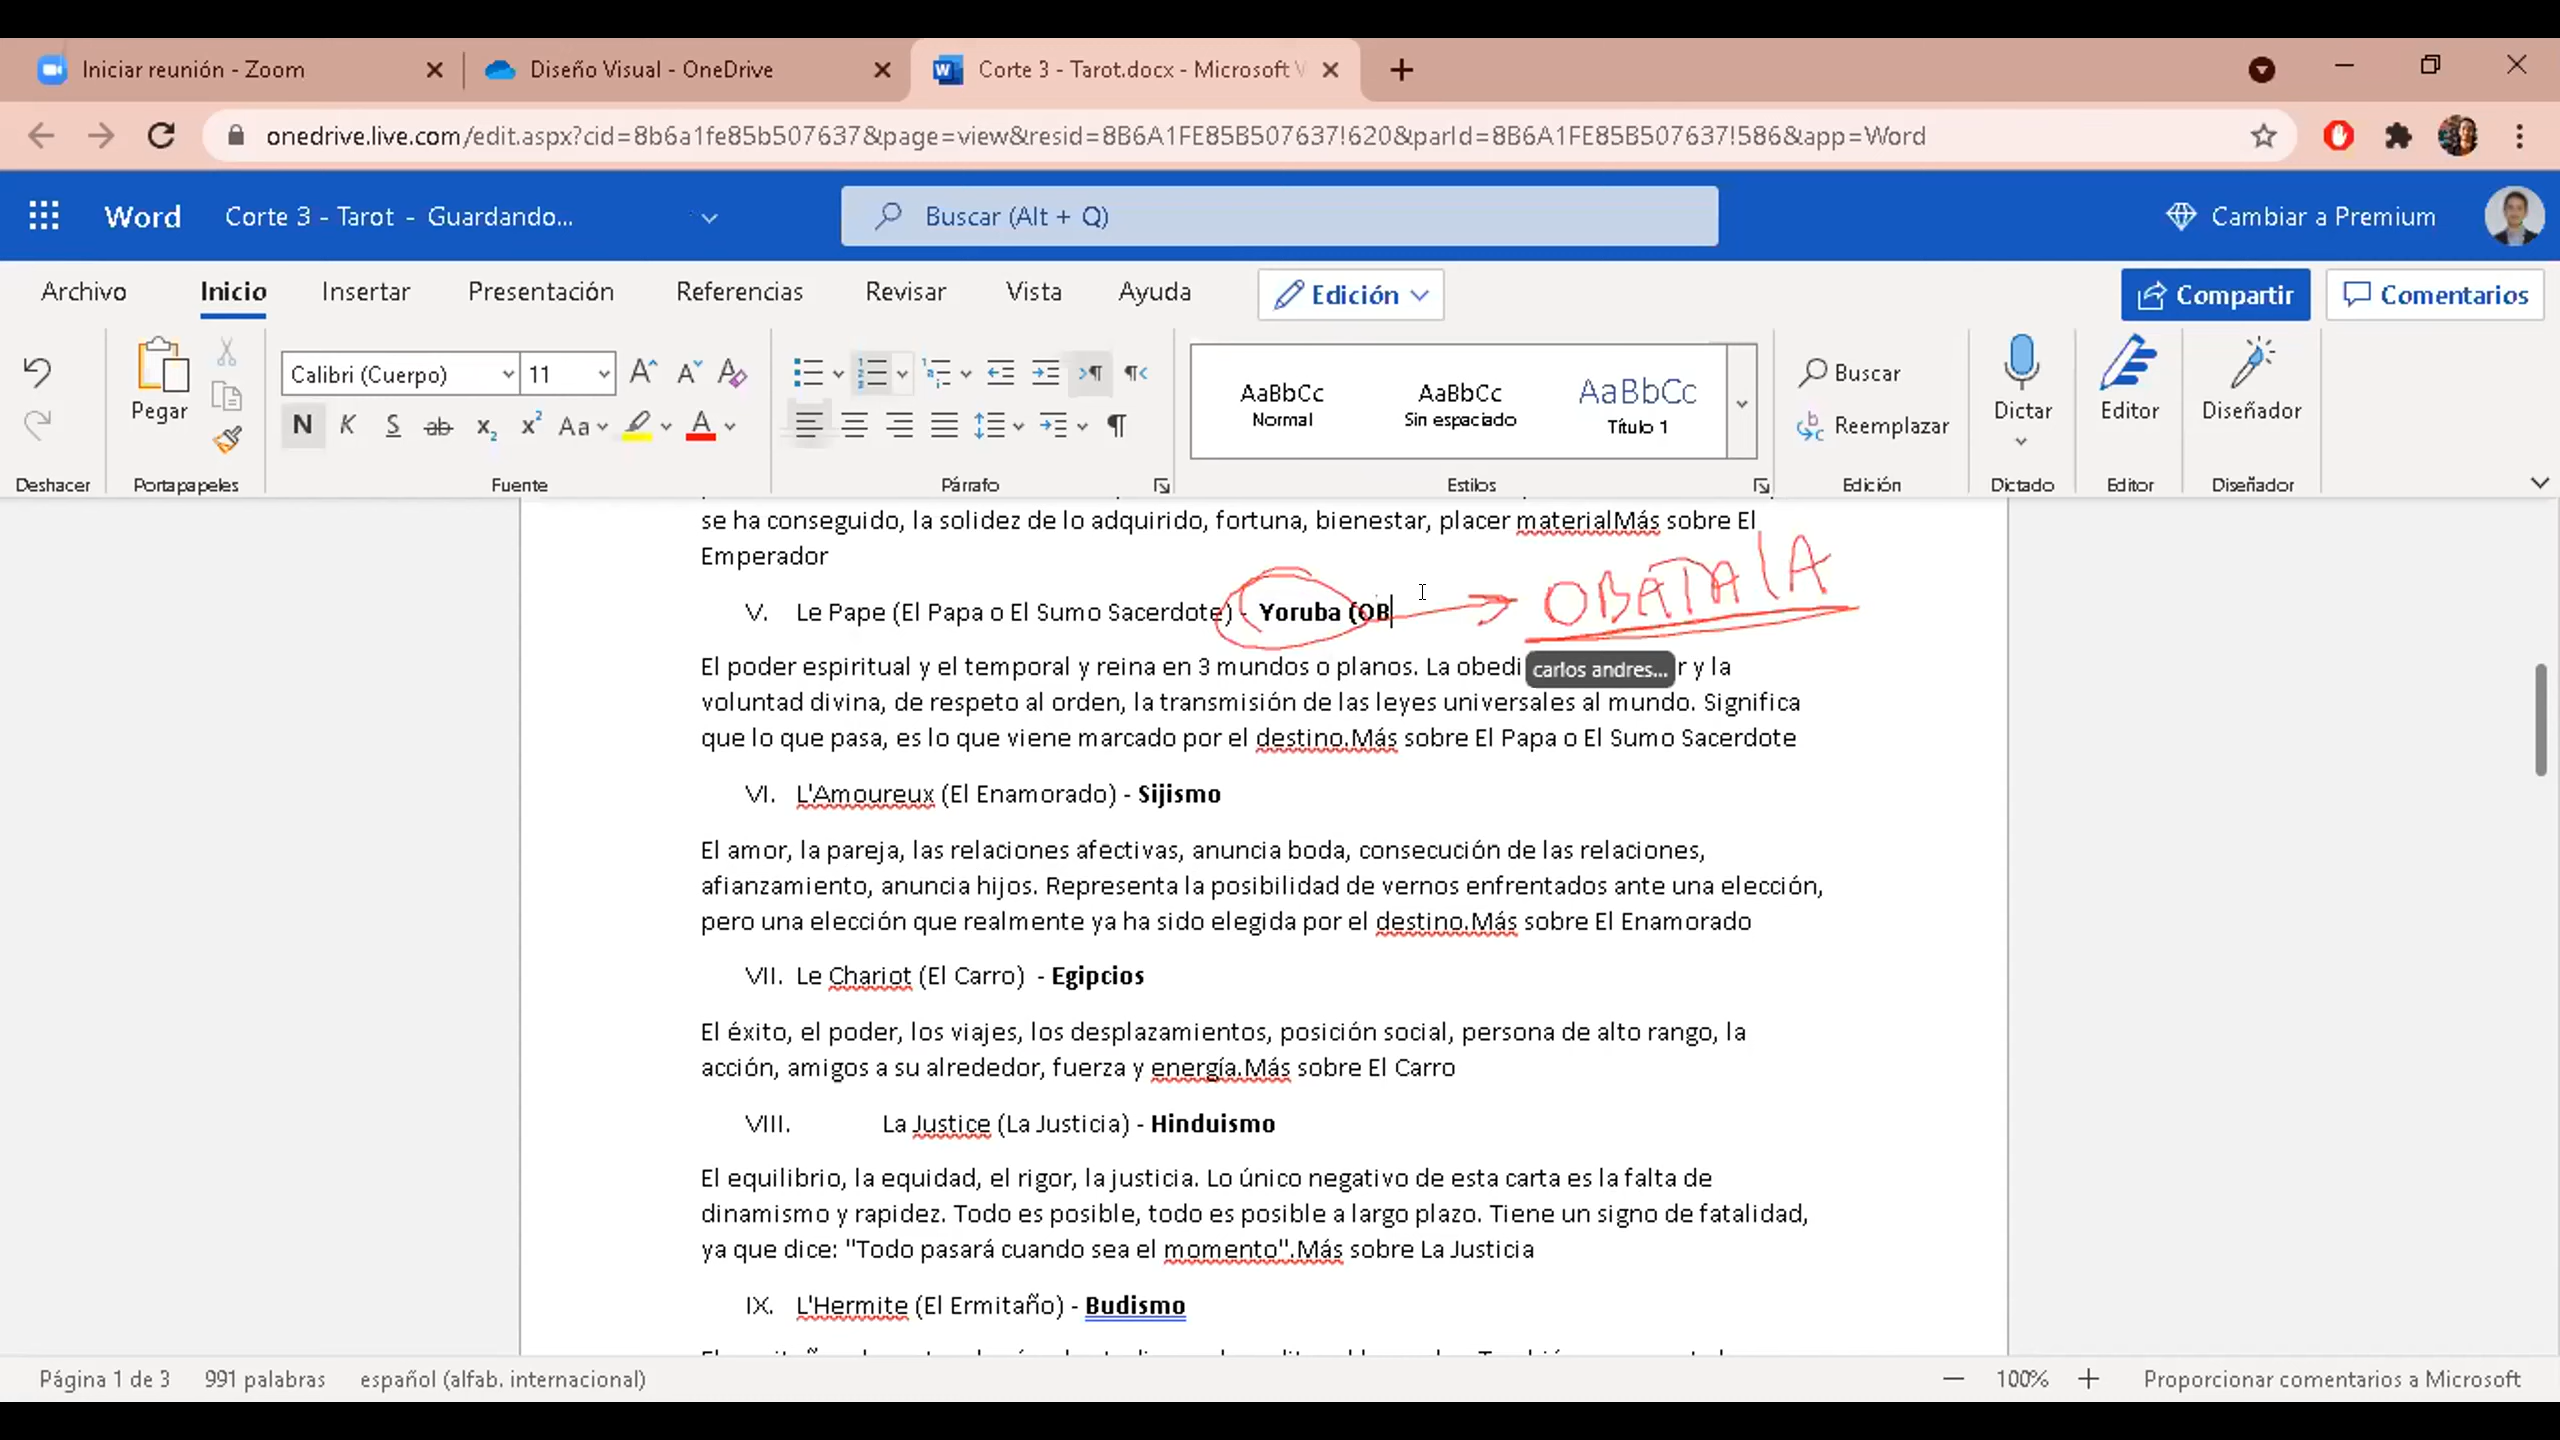 Iniciar reunión - Zoom
Diseño Visual - OneDrive
Corte 3 - Tarot.docx - Microsoft
onedrive.live.com/edit.aspx?cid=8b6a1fe85b507637&page=view&resid=8B6A1FE85B507637!620&parId=8B6A1FE85B507637!586&app=Word
Word
Corte 3 - Tarot - Guardando...
Buscar (Alt + Q)
Cambiar a Premium
Archivo
Inicio
Insertar
Presentación
Referencias
Revisar
Vista
Ayuda
Edición
Compartir
Comentarios
Pegar
Calibri (Cuerpo)
11
N K S ab x₂ x² Aa A
AaBbCc
Normal
AaBbCc
Sin espaciado
AaBbCc
Título 1
Buscar
Reemplazar
Dictar
Editor
Diseñador
Deshacer
Portapapeles
Fuente
Párrafo
Estilos
Edición
Dictado
Editor
Diseñador
se ha conseguido, la solidez de lo adquirido, fortuna, bienestar, placer materialMás sobre El
Emperador
V. Le Pape (El Papa o El Sumo Sacerdote) - Yoruba (OB
OBATALA
El poder espiritual y el temporal y reina en 3 mundos o planos. La obedi
carlos andres...
r y la
voluntad divina, de respeto al orden, la transmisión de las leyes universales al mundo. Significa
que lo que pasa, es lo que viene marcado por el destino.Más sobre El Papa o El Sumo Sacerdote
VI. L'Amoureux (El Enamorado) - Sijismo
El amor, la pareja, las relaciones afectivas, anuncia boda, consecución de las relaciones,
afianzamiento, anuncia hijos. Representa la posibilidad de vernos enfrentados ante una elección,
pero una elección que realmente ya ha sido elegida por el destino.Más sobre El Enamorado
VII. Le Chariot (El Carro) - Egipcios
El éxito, el poder, los viajes, los desplazamientos, posición social, persona de alto rango, la
acción, amigos a su alrededor, fuerza y energía.Más sobre El Carro
VIII. La Justice (La Justicia) - Hinduismo
El equilibrio, la equidad, el rigor, la justicia. Lo único negativo de esta carta es la falta de
dinamismo y rapidez. Todo es posible, todo es posible a largo plazo. Tiene un signo de fatalidad,
ya que dice: "Todo pasará cuando sea el momento".Más sobre La Justicia
IX. L'Hermite (El Ermitaño) - Budismo
Página 1 de 3
991 palabras
español (alfab. internacional)
100%
Proporcionar comentarios a Microsoft